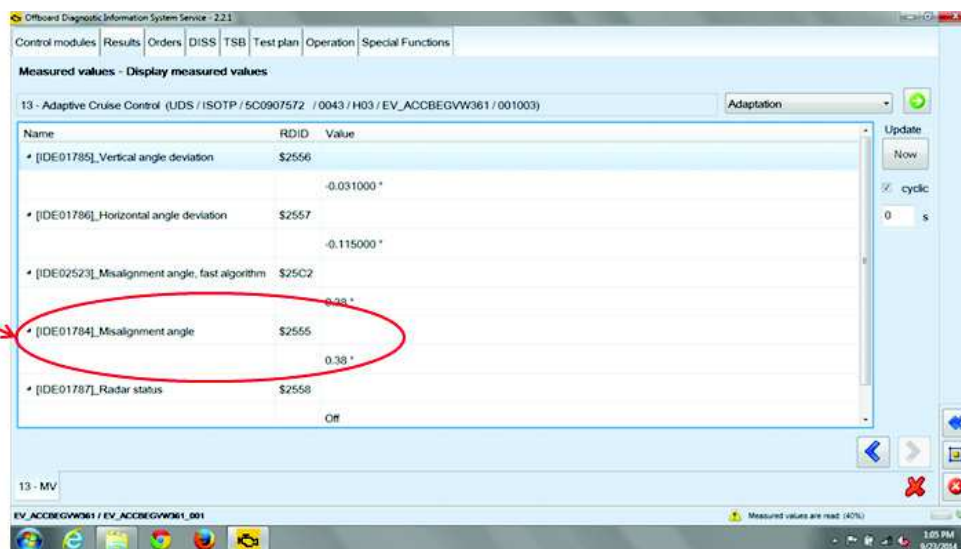 Offboard Diagnostic Information System Service - 2.2.1
Control modules Results Orders DISS TSB Test plan Operation Special Functions
Measured values - Display measured values
13 - Adaptive Cruise Control (UDS / ISOTP / 5C0907572 / 0043 / H03 / EV_ACCBEGVW361 / 001003)
Adaptation
Name RDID Value
Update
[IDE01785]_Vertical angle deviation $2556
Now
-0.031000 °
cyclic
[IDE01786]_Horizontal angle deviation $2557
0 s
-0.115000 °
[IDE02523]_Misalignment angle, fast algorithm $25C2
0.38 °
[IDE01784]_Misalignment angle $2555
0.38 °
[IDE01787]_Radar status $2558
Off
13 - MV
EV_ACCBEGVW361 / EV_ACCBEGVW361_001
Measured values are read: (40%)
1:05 PM
9/23/2014